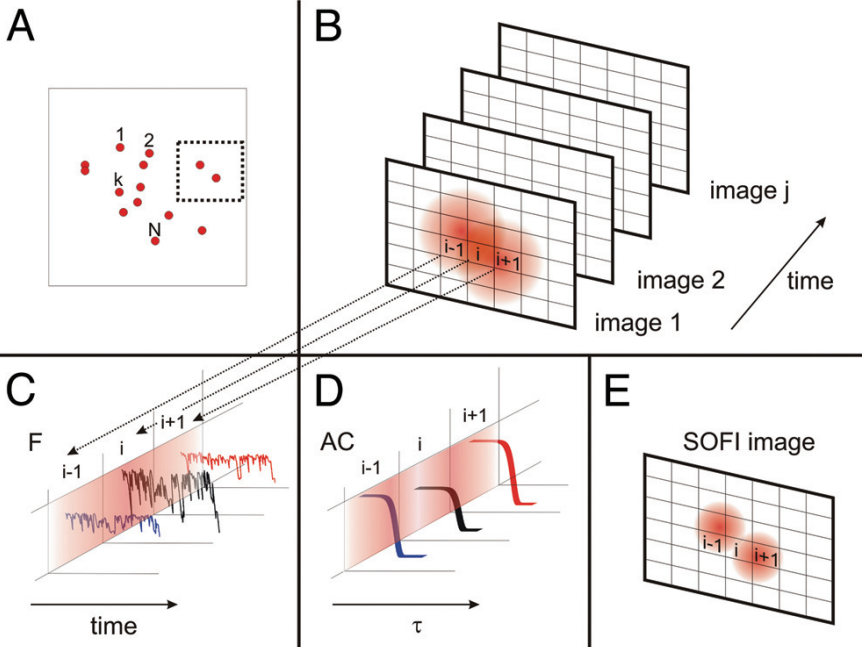 A
1
2
k
N
B
i-1
i
i+1
image 1
image 2
image j
time
C
F
i-1
i
i+1
time
D
AC
i-1
i
i+1
τ
E
SOFI image
i-1
i
i+1